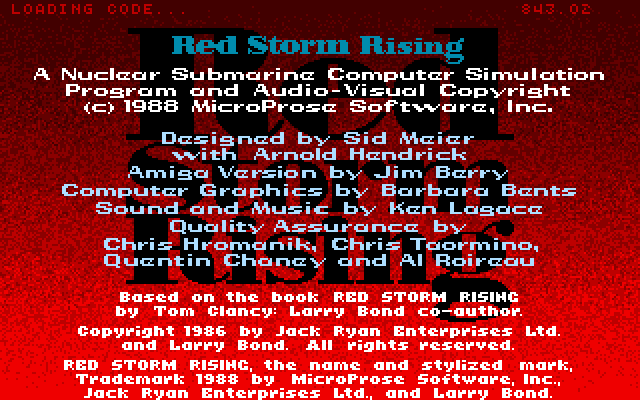 LOADING CODE... 843.02
Red Storm Rising
A Nuclear Submarine Computer Simulation
Program and Audio-Visual Copyright
(c) 1988 MicroProse Software, Inc.
Designed by Sid Meier
with Arnold Hendrick
Amiga Version by Jim Berry
Computer Graphics by Barbara Bents
Sound and Music by Ken Lagace
Quality Assurance by
Chris Hromanik, Chris Taormino,
Quentin Chaney and Al Roireau
Based on the book RED STORM RISING
by Tom Clancy: Larry Bond co-author.
Copyright 1986 by Jack Ryan Enterprises Ltd.
and Larry Bond. All rights reserved.
RED STORM RISING, the name and stylized mark,
Trademark 1988 by MicroProse Software, Inc.,
Jack Ryan Enterprises Ltd., and Larry Bond.
Red
Storm
Rising